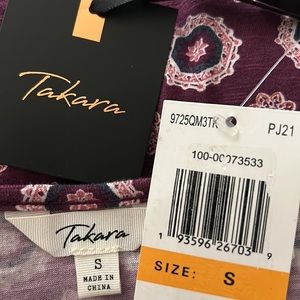 Takara
9725QM3TK
PJ21
100-00073533
1 93596 26703 9
SIZE: S
Takara
S
MADE IN
CHINA